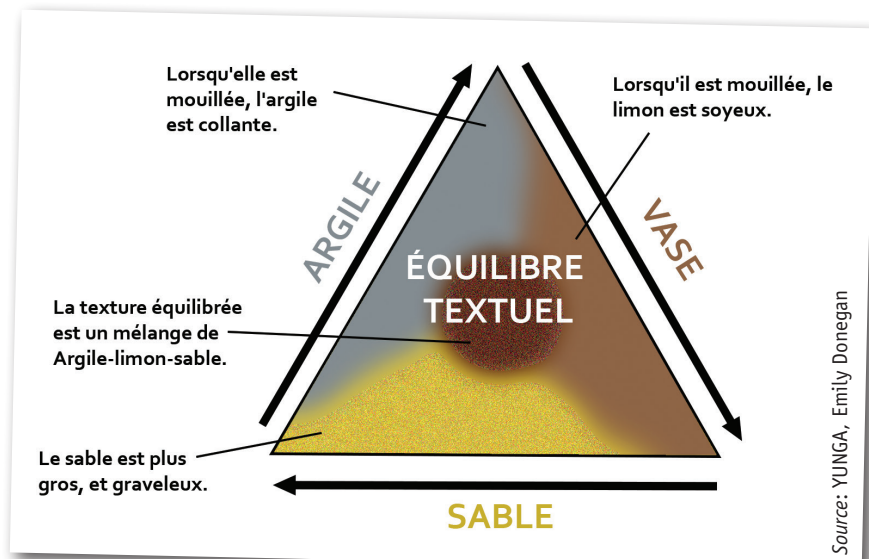 Lorsqu'elle est
mouillée, l'argile
est collante.
Lorsqu'il est mouillée, le
limon est soyeux.
ARGILE
VASE
ÉQUILIBRE
TEXTUEL
La texture équilibrée
est un mélange de
Argile-limon-sable.
Le sable est plus
gros, et graveleux.
SABLE
Source: YUNGA, Emily Donegan